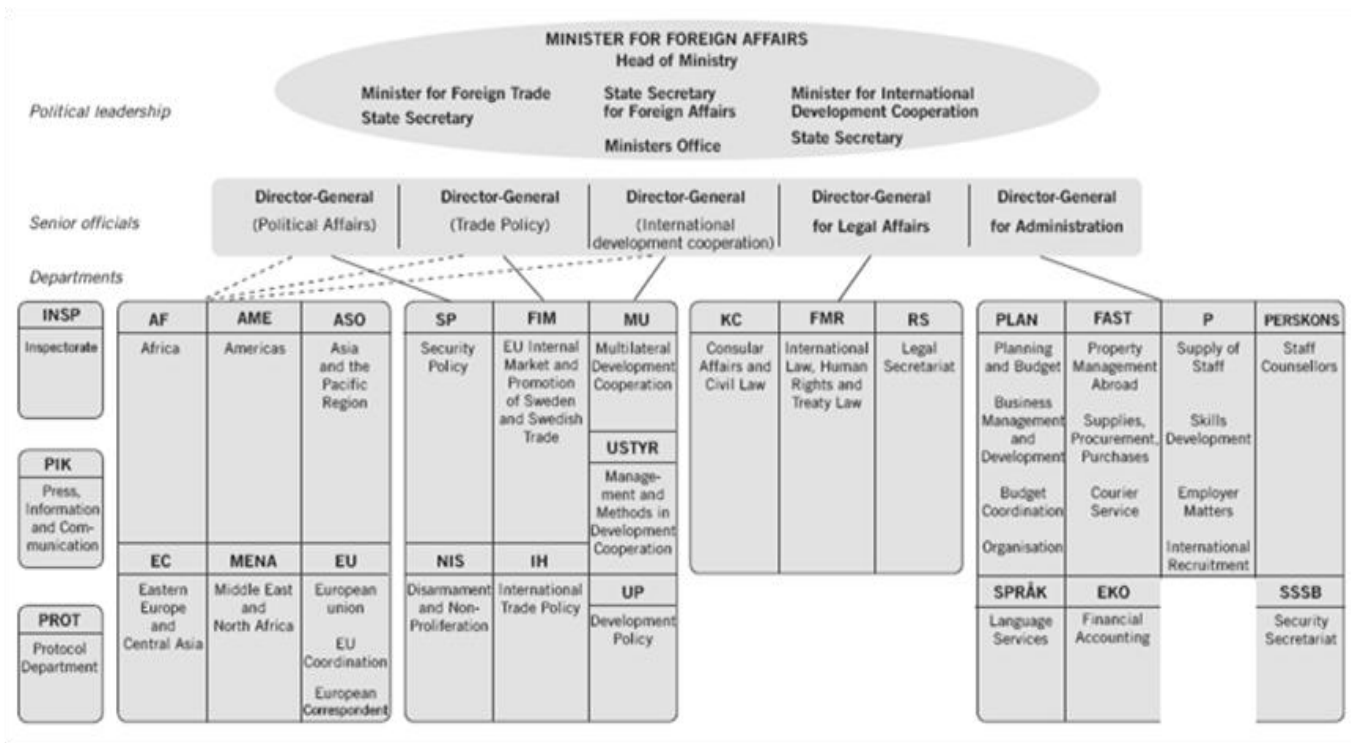 MINISTER FOR FOREIGN AFFAIRS
Head of Ministry
Political leadership
Minister for Foreign Trade
State Secretary
State Secretary
for Foreign Affairs
Ministers Office
Minister for International
Development Cooperation
State Secretary
Senior officials
Director-General
(Political Affairs)
Director-General
(Trade Policy)
Director-General
(International
development cooperation)
Director-General
for Legal Affairs
Director-General
for Administration
Departments
INSP
Inspectorate
PIK
Press,
Information
and Com-
munication
PROT
Protocol
Department
AF
Africa
AME
Americas
ASO
Asia
and the
Pacific
Region
EC
Eastern
Europe
and
Central Asia
MENA
Middle East
and
North Africa
EU
European
union
EU
Coordination
European
Correspondent
SP
Security
Policy
FIM
EU Internal
Market and
Promotion
of Sweden
and Swedish
Trade
MU
Multilateral
Development
Cooperation
USTYR
Manage-
ment and
Methods in
Development
Cooperation
NIS
Disarmament
and Non-
Proliferation
IH
International
Trade Policy
UP
Development
Policy
KC
Consular
Affairs and
Civil Law
FMR
International
Law, Human
Rights and
Treaty Law
RS
Legal
Secretariat
PLAN
Planning
and Budget
Business
Management
and
Development
Budget
Coordination
Organisation
FAST
Property
Management
Abroad
Supplies,
Procurement,
Purchases
Courier
Service
P
Supply of
Staff
Skills
Development
Employer
Matters
International
Recruitment
PERSKONS
Staff
Counsellors
SPRÅK
Language
Services
EKO
Financial
Accounting
SSSB
Security
Secretariat